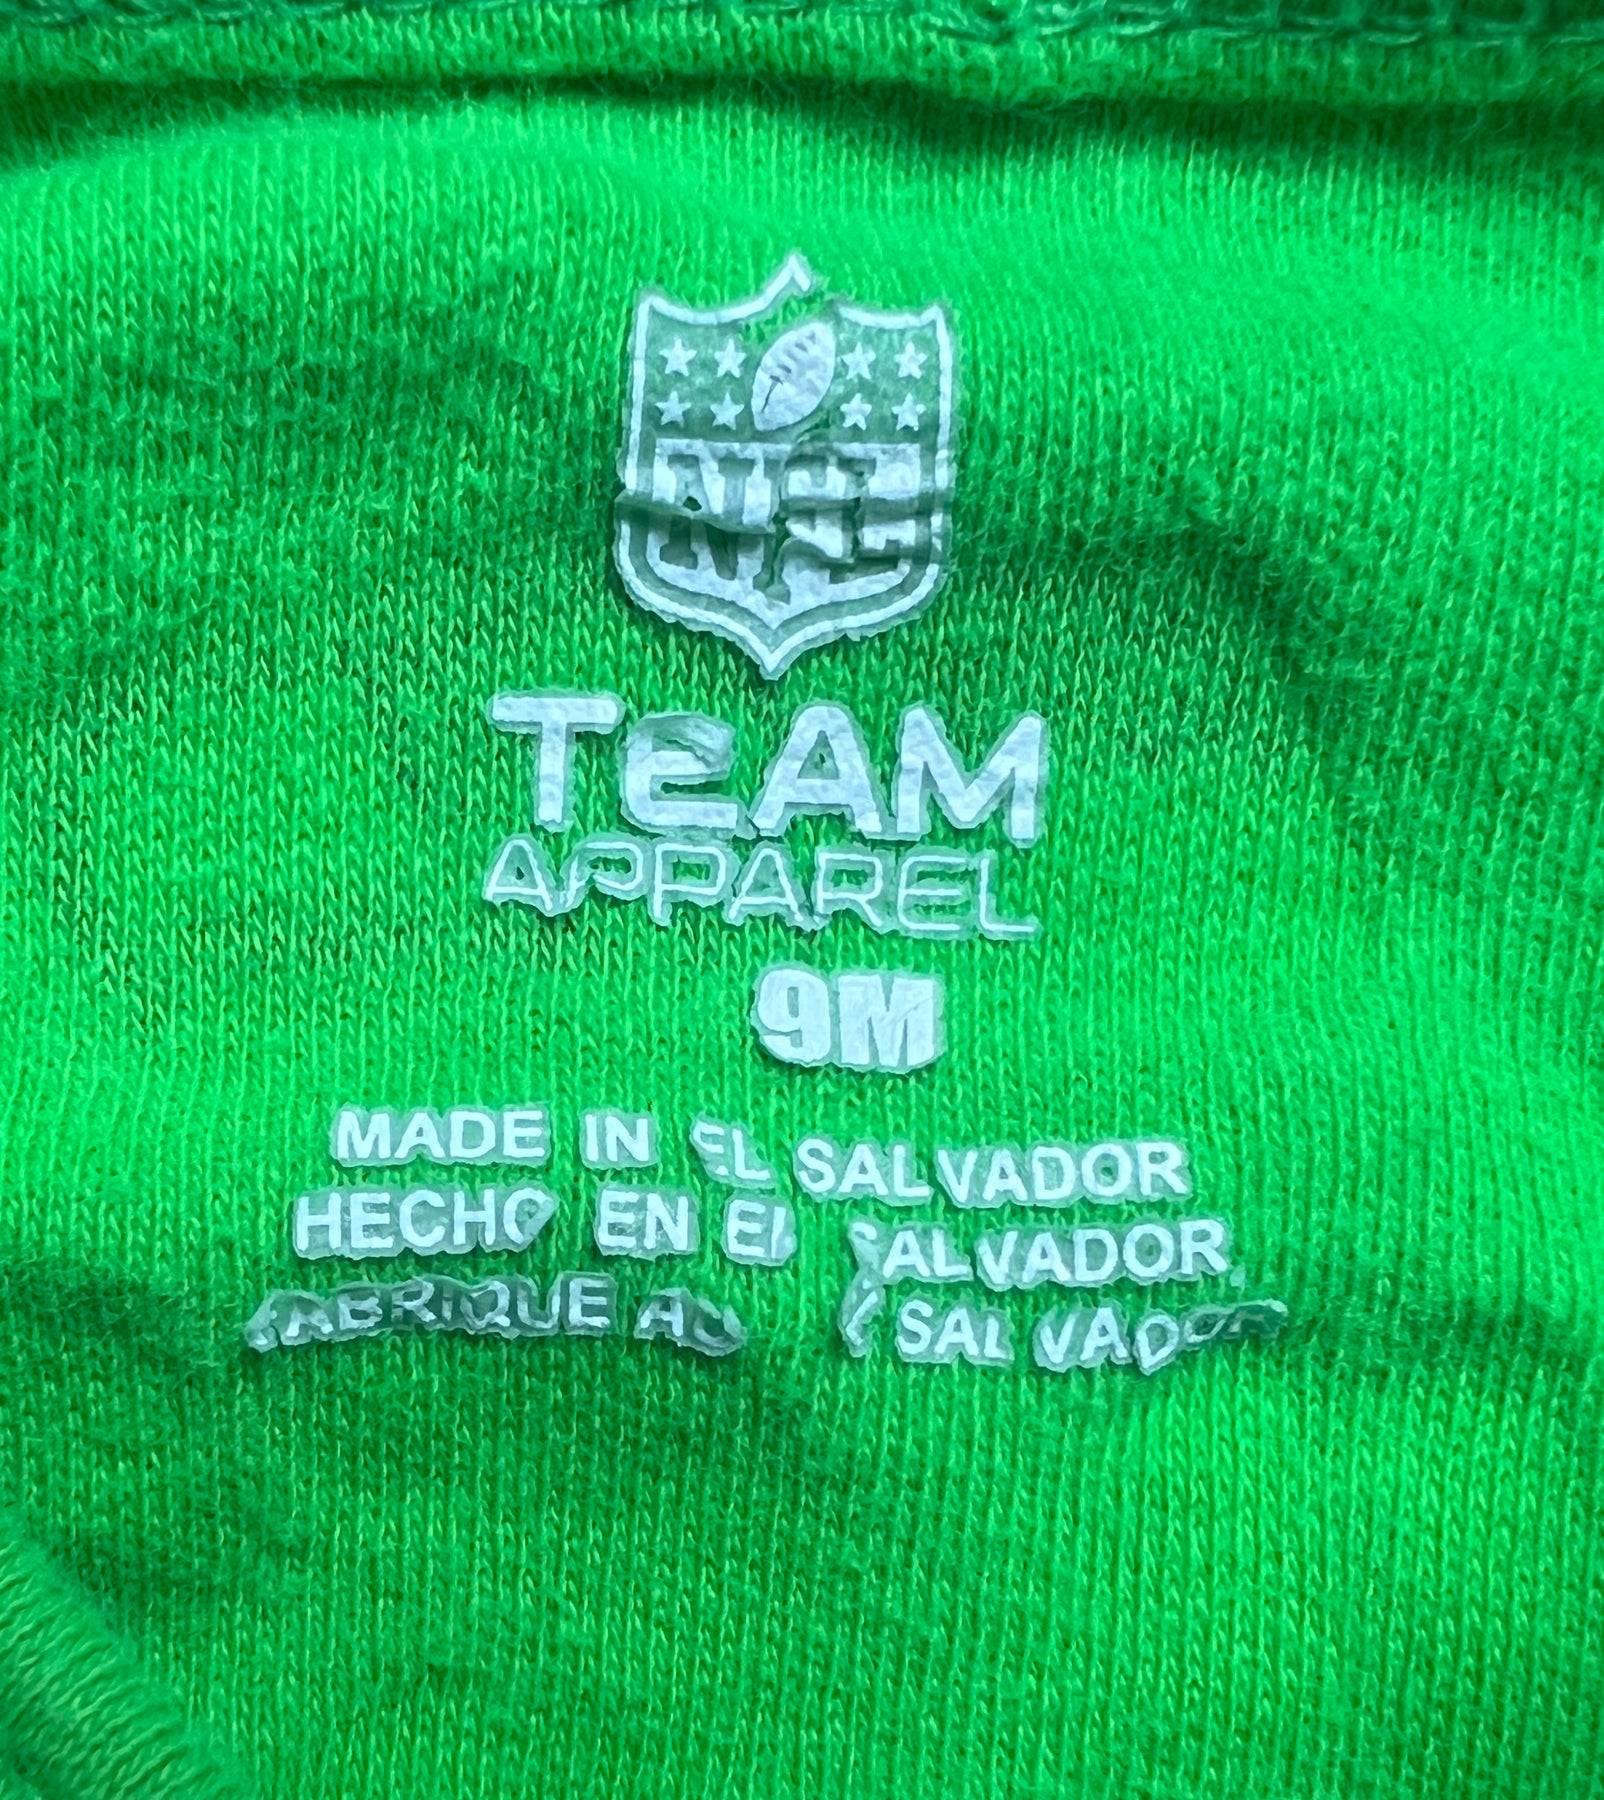 NFL
TEAM
APPAREL
9M
MADE IN EL SALVADOR
HECHO EN EL SALVADOR
FABRIQUE AU SALVADOR